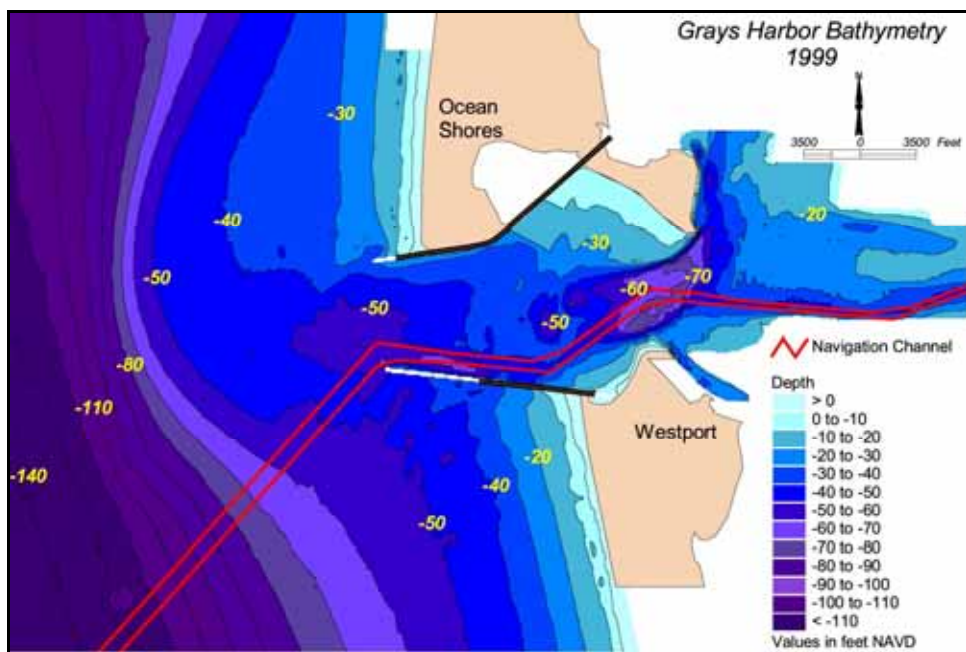 Grays Harbor Bathymetry
1999
N
3500 0 3500 Feet
Ocean
Shores
-30
-40
-50
-80
-110
-140
-50
-30
-50
-60
-70
-20
-20
-40
-50
Westport
Navigation Channel
Depth
> 0
0 to -10
-10 to -20
-20 to -30
-30 to -40
-40 to -50
-50 to -60
-60 to -70
-70 to -80
-80 to -90
-90 to -100
-100 to -110
< -110
Values in feet NAVD